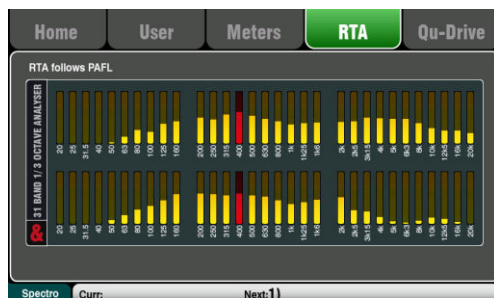 Home User Meters RTA Qu-Drive
RTA follows PAFL
31 BAND 1/3 OCTAVE ANALYSER
20 25 31.5 40 50 63 80 100 125 160 200 250 315 400 500 630 800 1k 1k25 1k6 2k 2k5 3k15 4k 5k 6k3 8k 10k 12k5 16k 20k
&
20 25 31.5 40 50 63 80 100 125 160 200 250 315 400 500 630 800 1k 1k25 1k6 2k 2k5 3k15 4k 5k 6k3 8k 10k 12k5 16k 20k
Spectro Curr: Next:1)